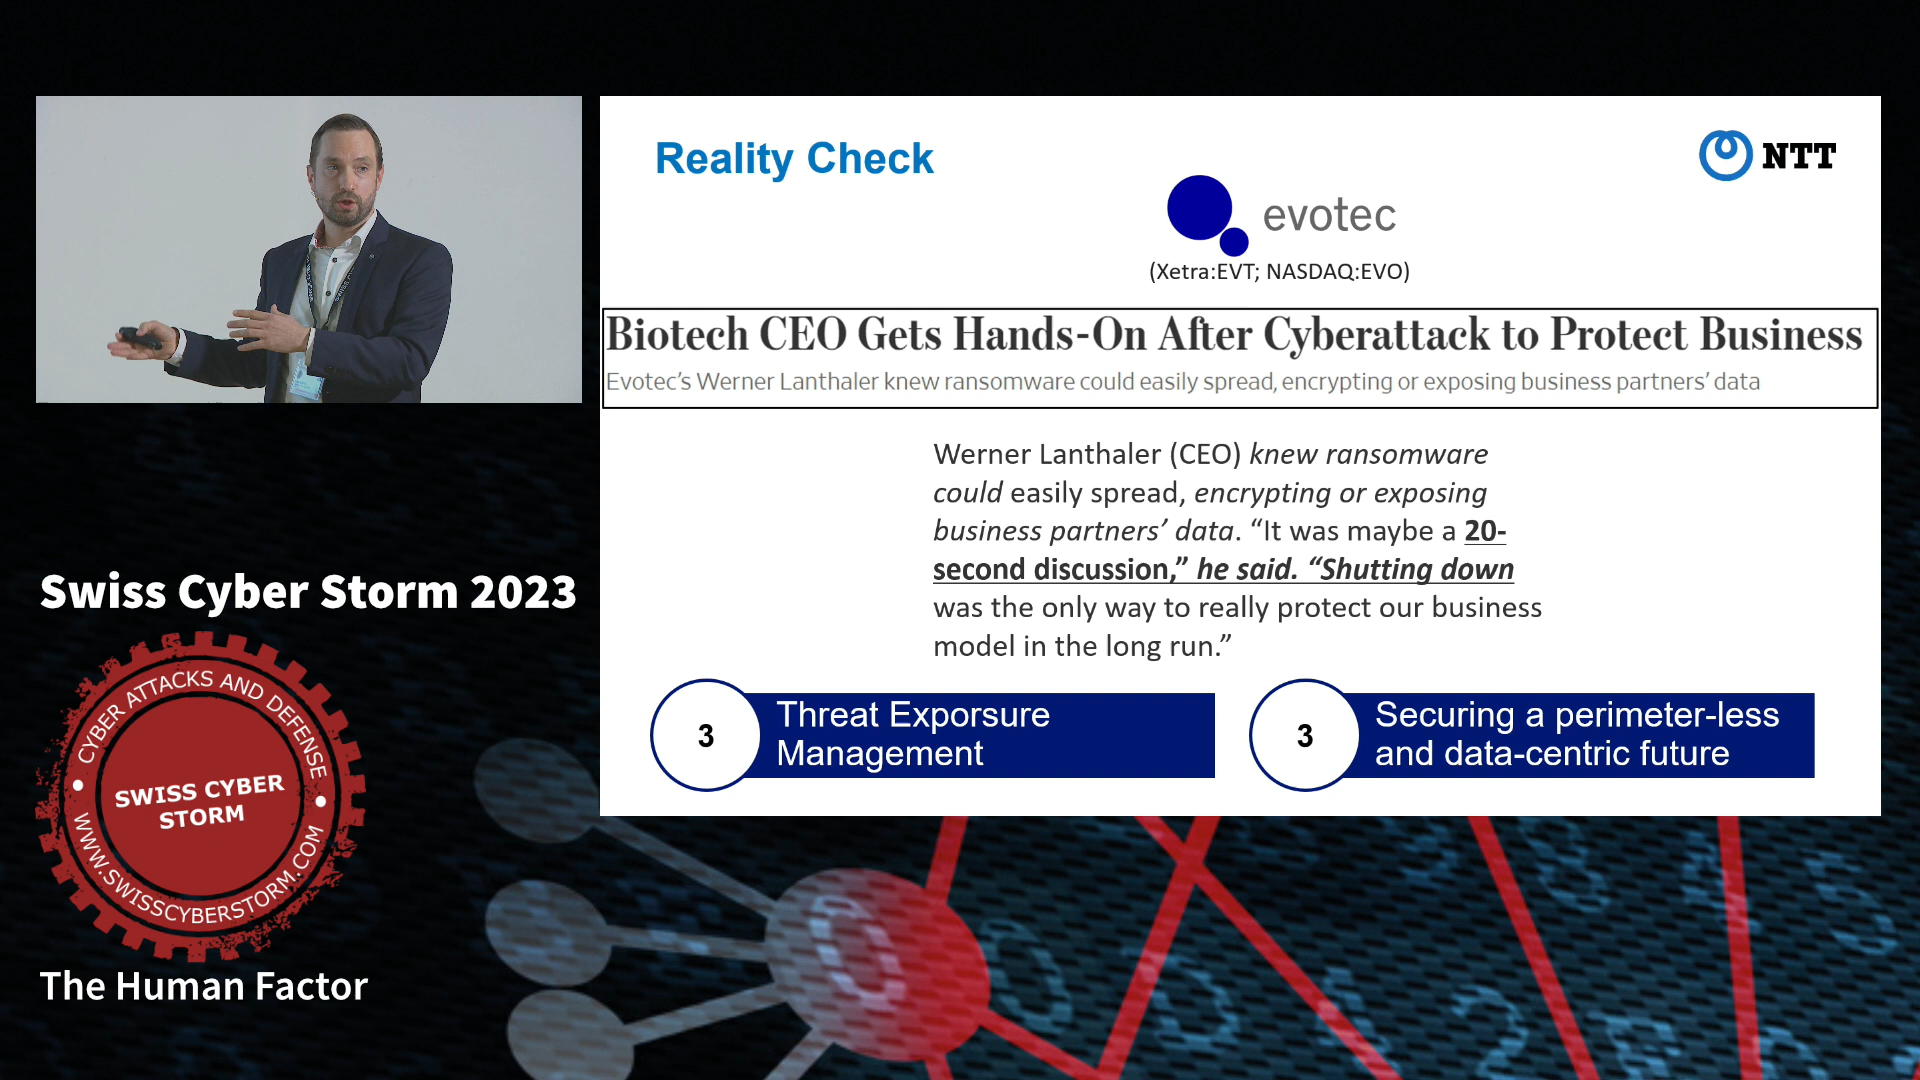 Reality Check
NTT
evotec
(Xetra:EVT; NASDAQ:EVO)
Biotech CEO Gets Hands-On After Cyberattack to Protect Business
Evotec's Werner Lanthaler knew ransomware could easily spread, encrypting or exposing business partners' data
Werner Lanthaler (CEO) knew ransomware
could easily spread, encrypting or exposing
business partners' data. “It was maybe a 20-
second discussion,” he said. “Shutting down
was the only way to really protect our business
model in the long run.”
3
Threat Exporsure
Management
3
Securing a perimeter-less
and data-centric future
Swiss Cyber Storm 2023
CYBER ATTACKS AND DEFENSE
SWISS CYBER
STORM
WWW.SWISSCYBERSTORM.COM
The Human Factor